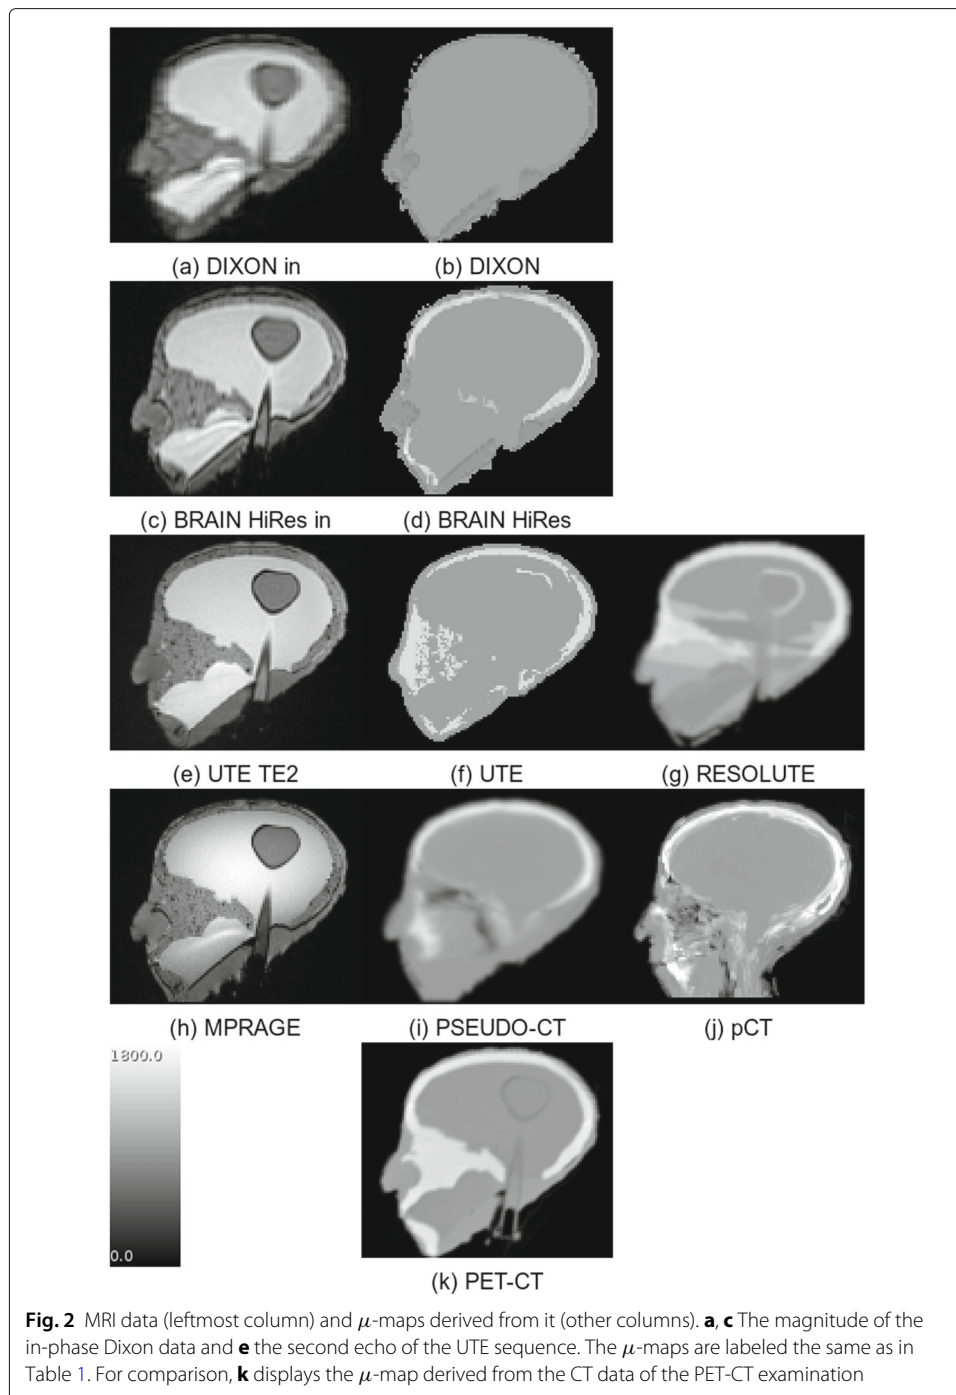 (a) DIXON in
(b) DIXON
(c) BRAIN HiRes in
(d) BRAIN HiRes
(e) UTE TE2
(f) UTE
(g) RESOLUTE
(h) MPRAGE
(i) PSEUDO-CT
(j) pCT
1800.0
0.0
(k) PET-CT
Fig. 2 MRI data (leftmost column) and μ-maps derived from it (other columns). a, c The magnitude of the
in-phase Dixon data and e the second echo of the UTE sequence. The μ-maps are labeled the same as in
Table 1. For comparison, k displays the μ-map derived from the CT data of the PET-CT examination